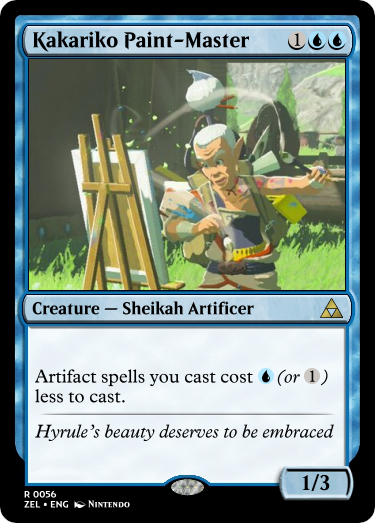 Kakariko Paint-Master 1
Creature — Sheikah Artificer
Artifact spells you cast cost (or 1)
less to cast.
Hyrule's beauty deserves to be embraced
1/3
R 0056
ZEL • ENG Nintendo